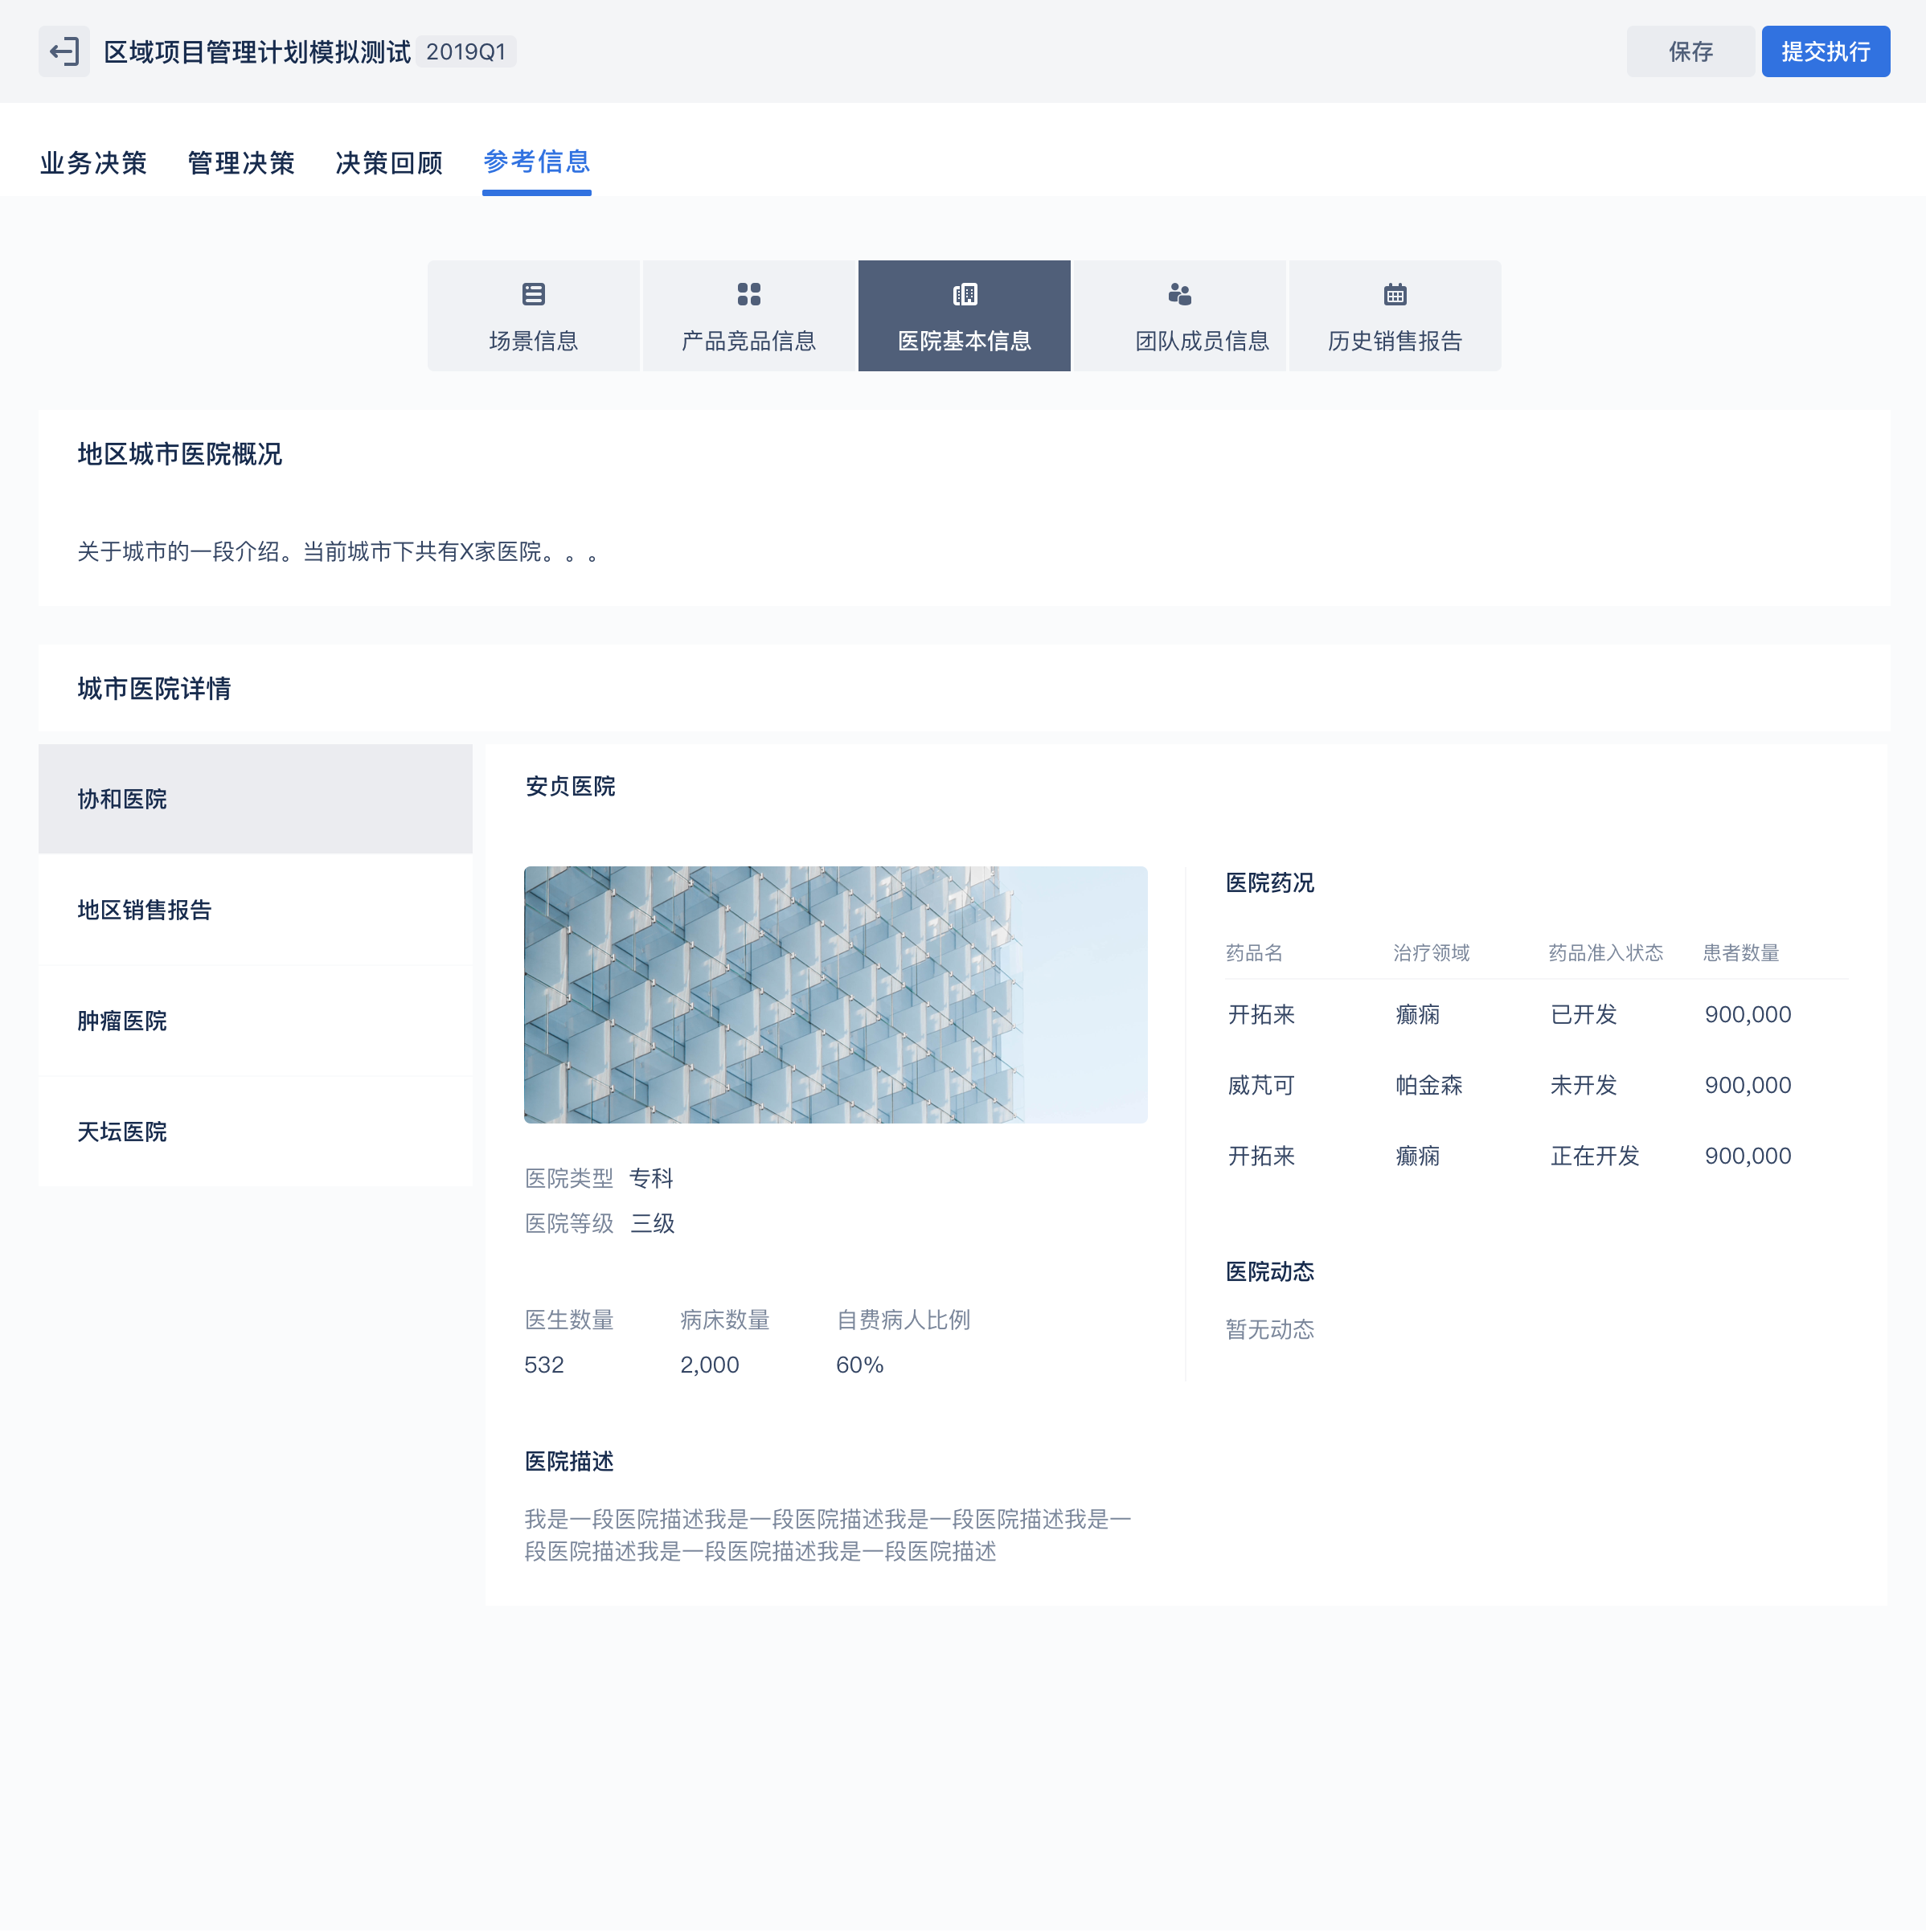 区域项目管理计划模拟测试 2019Q1
保存 提交执行
业务决策 管理决策 决策回顾 参考信息
场景信息 产品竞品信息 医院基本信息 团队成员信息 历史销售报告
地区城市医院概况
关于城市的一段介绍。当前城市下共有X家医院。。。
城市医院详情
协和医院
地区销售报告
肿瘤医院
天坛医院
安贞医院
医院类型 专科
医院等级 三级
医生数量 病床数量 自费病人比例
532 2,000 60%
医院描述
我是一段医院描述我是一段医院描述我是一段医院描述我是一
段医院描述我是一段医院描述我是一段医院描述
医院药况
药品名 治疗领域 药品准入状态 患者数量
开拓来 癫痫 已开发 900,000
威芃可 帕金森 未开发 900,000
开拓来 癫痫 正在开发 900,000
医院动态
暂无动态